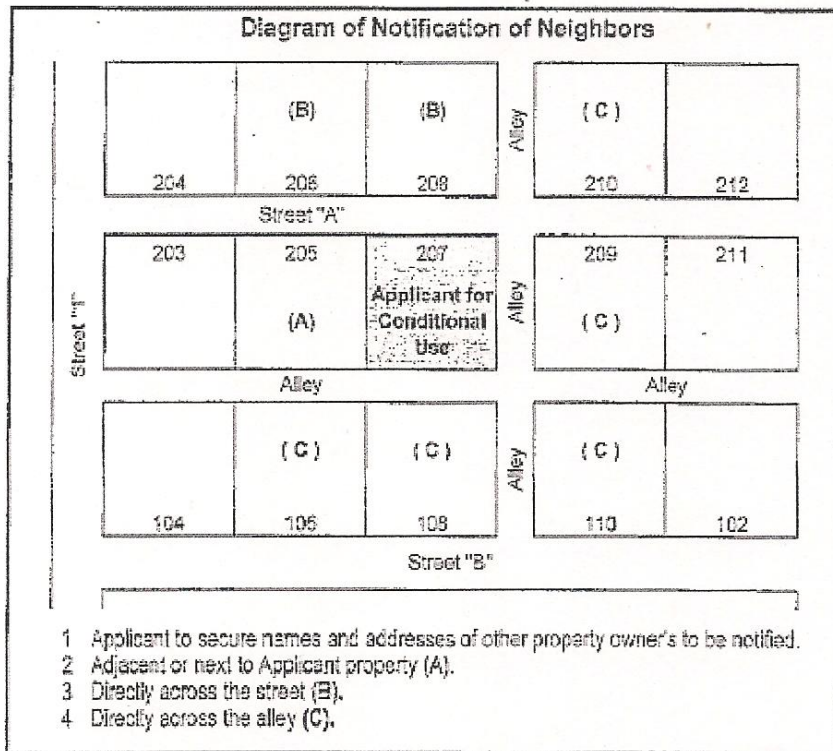 Diagram of Notification of Neighbors
(B) (B) (C)
204 206 208 Alley 210 212
Street "A"
203 205 207 209 211
Street "1"
(A) Applicant for Conditional Use Alley (C)
Alley Alley
(C) (C) (C)
104 106 108 Alley 110 102
Street "B"
1 Applicant to secure names and addresses of other property owner's to be notified.
2 Adjacent or next to Applicant property (A).
3 Directly across the street (B).
4 Directly across the alley (C).